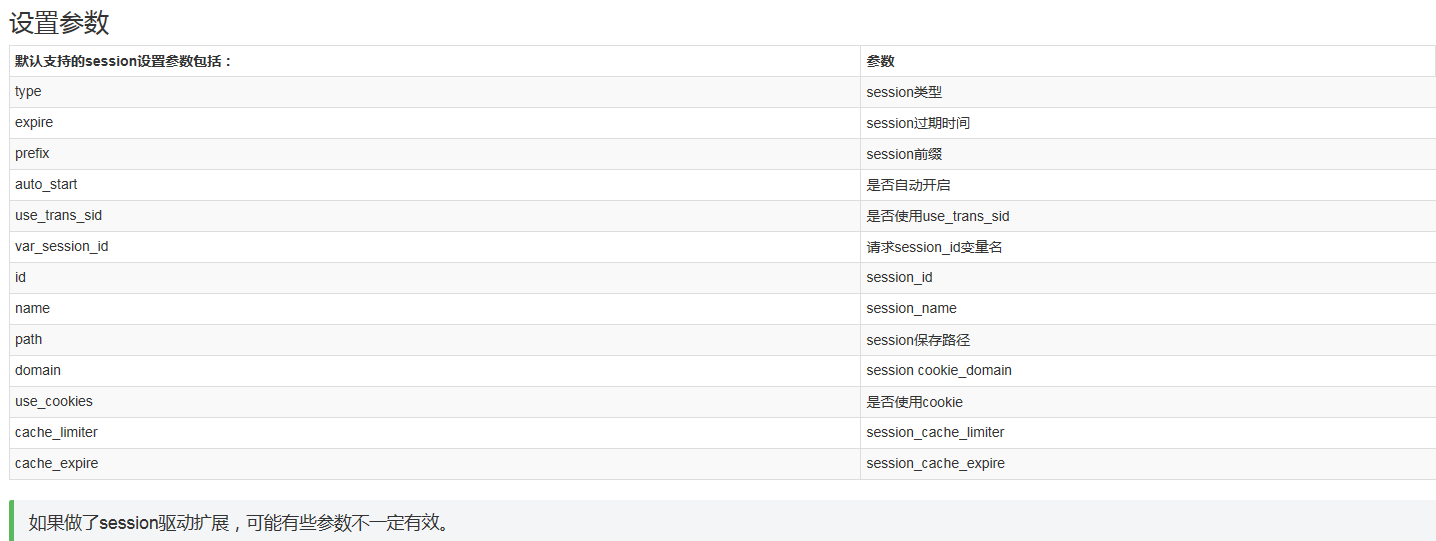 设置参数
默认支持的session设置参数包括： 参数
type session类型
expire session过期时间
prefix session前缀
auto_start 是否自动开启
use_trans_sid 是否使用use_trans_sid
var_session_id 请求session_id变量名
id session_id
name session_name
path session保存路径
domain session cookie_domain
use_cookies 是否使用cookie
cache_limiter session_cache_limiter
cache_expire session_cache_expire
如果做了session驱动扩展，可能有些参数不一定有效。